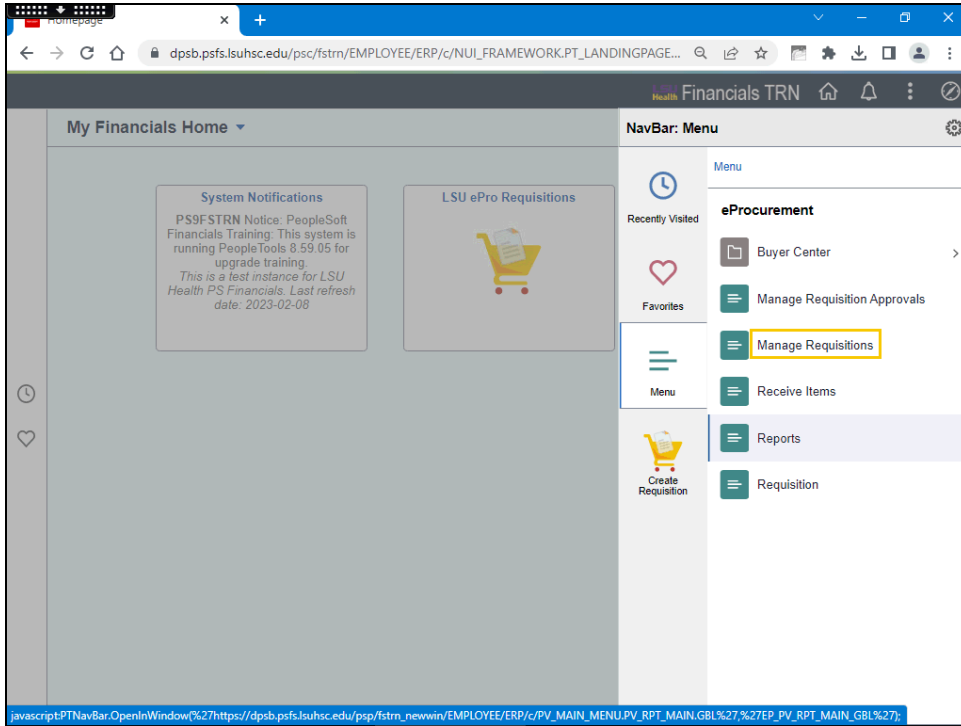 Homepage
dpsb.psfs.lsuhsc.edu/psc/fstrn/EMPLOYEE/ERP/c/NUI_FRAMEWORK.PT_LANDINGPAGE...
Health Financials TRN
My Financials Home
NavBar: Menu
System Notifications
PS9FSTRN Notice: PeopleSoft
Financials Training: This system is
running PeopleTools 8.59.05 for
upgrade training.
This is a test instance for LSU
Health PS Financials. Last refresh
date: 2023-02-08
LSU ePro Requisitions
Recently Visited
Favorites
Menu
Create
Requisition
Menu
eProcurement
Buyer Center
Manage Requisition Approvals
Manage Requisitions
Receive Items
Reports
Requisition
javascript:PTNavBar.OpenInWindow(%27https://dpsb.psfs.lsuhsc.edu/psp/fstrn_newwin/EMPLOYEE/ERP/c/PV_MAIN_MENU.PV_RPT_MAIN.GBL%27,%27EP_PV_RPT_MAIN_GBL%27);